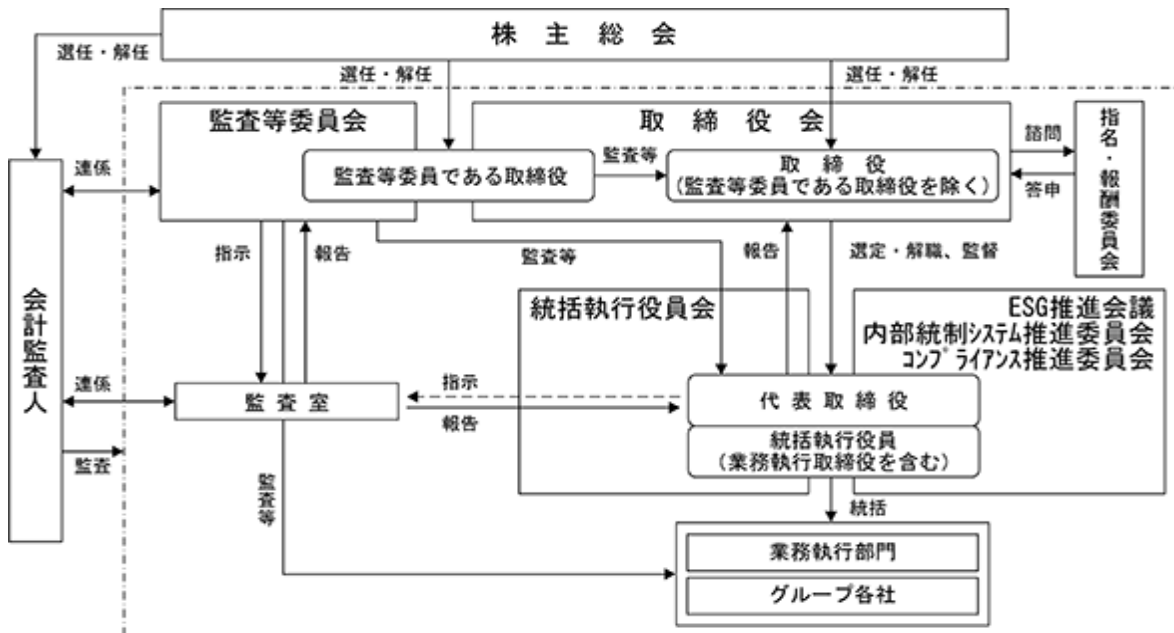 株主総会
選任・解任
選任・解任
選任・解任
監査等委員会
取締役会
指名・報酬委員会
諮問
答申
監査等委員である取締役
監査等
取締役
(監査等委員である取締役を除く)
連係
会計監査人
指示
報告
監査等
報告
選定・解職、監督
統括執行役員会
ESG推進会議
内部統制システム推進委員会
コンプライアンス推進委員会
連係
監査室
指示
報告
代表取締役
統括執行役員
(業務執行取締役を含む)
監査
監査等
統括
業務執行部門
グループ各社